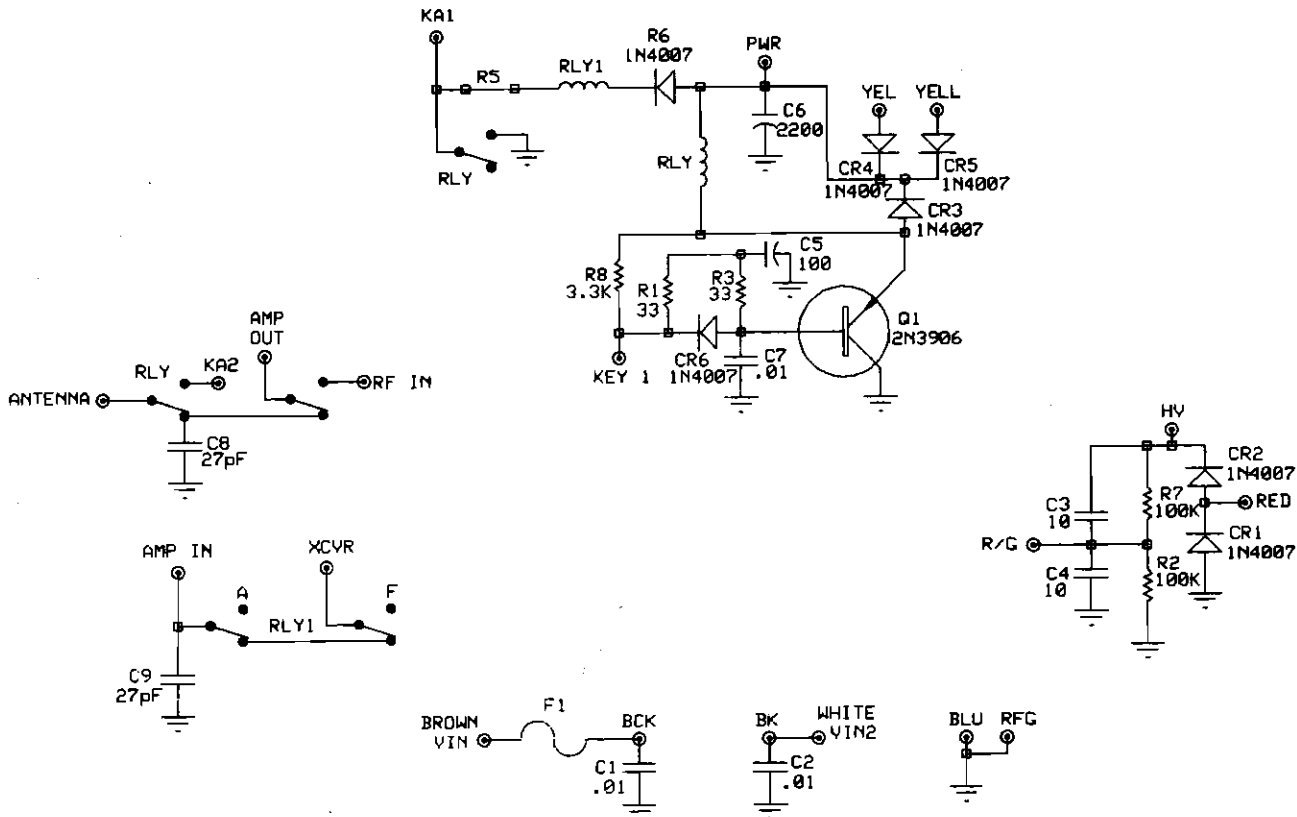 KA1
R6
1N4007
PWR
R5
RLY1
YEL
YELL
C6
2200
RLY
RLY
CR4
1N4007
CR5
1N4007
CR3
1N4007
C5
100
R8
3.3K
R1
33
R3
33
Q1
2N3906
CR6
1N4007
C7
.01
KEY 1
AMP
OUT
RLY
KA2
RF IN
ANTENNA
C8
27pF
HV
CR2
1N4007
R7
100K
RED
C3
10
R/G
CR1
1N4007
C4
10
R2
100K
AMP IN
XCVR
A
F
RLY1
C9
27pF
F1
BROWN
VIN
BCK
C1
.01
BK
WHITE
VIN2
C2
.01
BLU
RFG